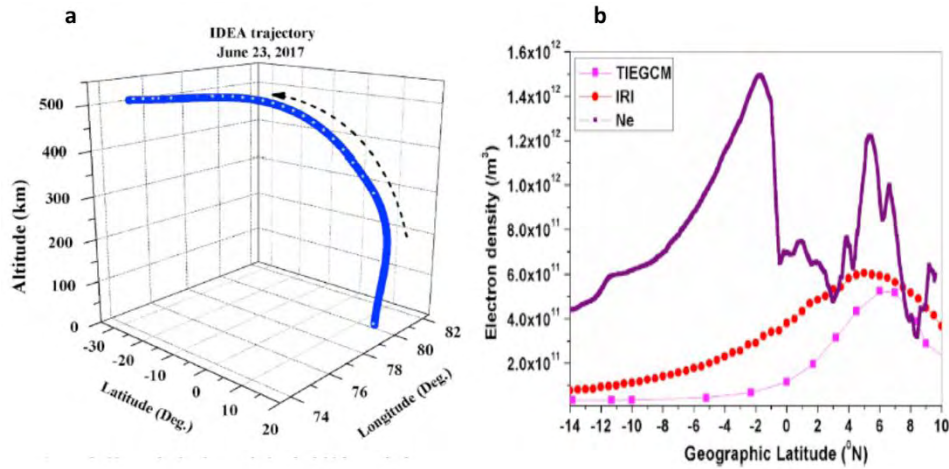 a
IDEA trajectory
June 23, 2017
Altitude (km)
500
400
300
200
100
0
-30
-20
-10
0
10
20
Latitude (Deg.)
74
76
78
80
82
Longitude (Deg.)
b
TIEGCM
IRI
Ne
Electron density (/m³)
1.6x10¹²
1.4x10¹²
1.2x10¹²
1.0x10¹²
8.0x10¹¹
6.0x10¹¹
4.0x10¹¹
2.0x10¹¹
-14 -12 -10 -8 -6 -4 -2 0 2 4 6 8 10
Geographic Latitude (⁰N)